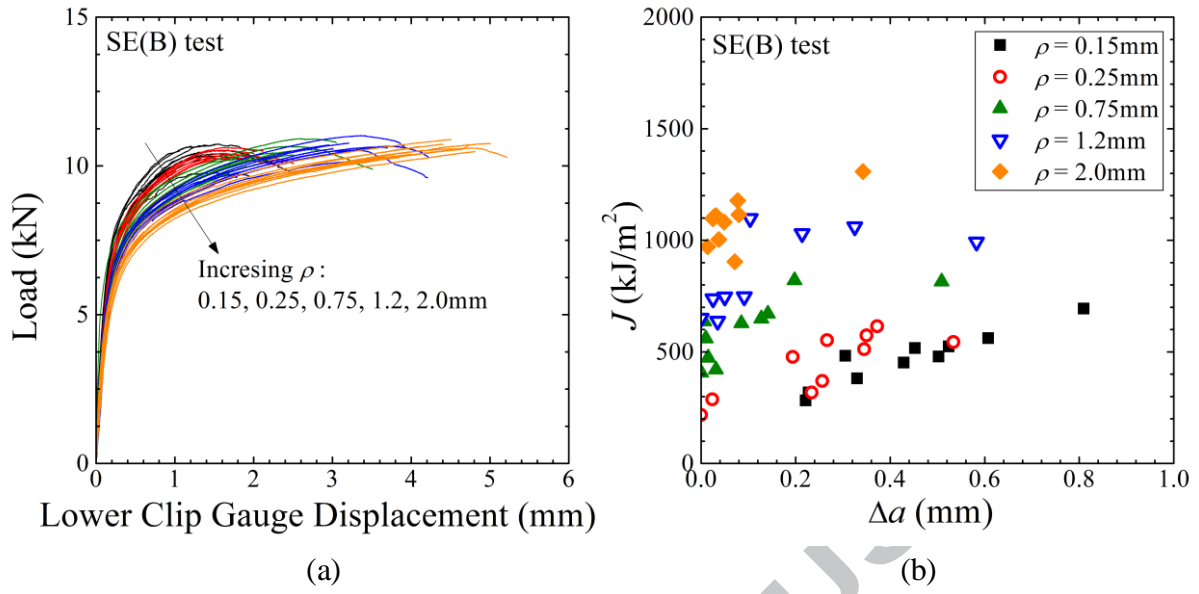 SE(B) test
15
10
5
0
Load (kN)
Incresing ρ :
0.15, 0.25, 0.75, 1.2, 2.0mm
0 1 2 3 4 5 6
Lower Clip Gauge Displacement (mm)
(a)
SE(B) test
2000
1500
1000
500
0
J (kJ/m²)
ρ = 0.15mm
ρ = 0.25mm
ρ = 0.75mm
ρ = 1.2mm
ρ = 2.0mm
0.0 0.2 0.4 0.6 0.8 1.0
Δa (mm)
(b)